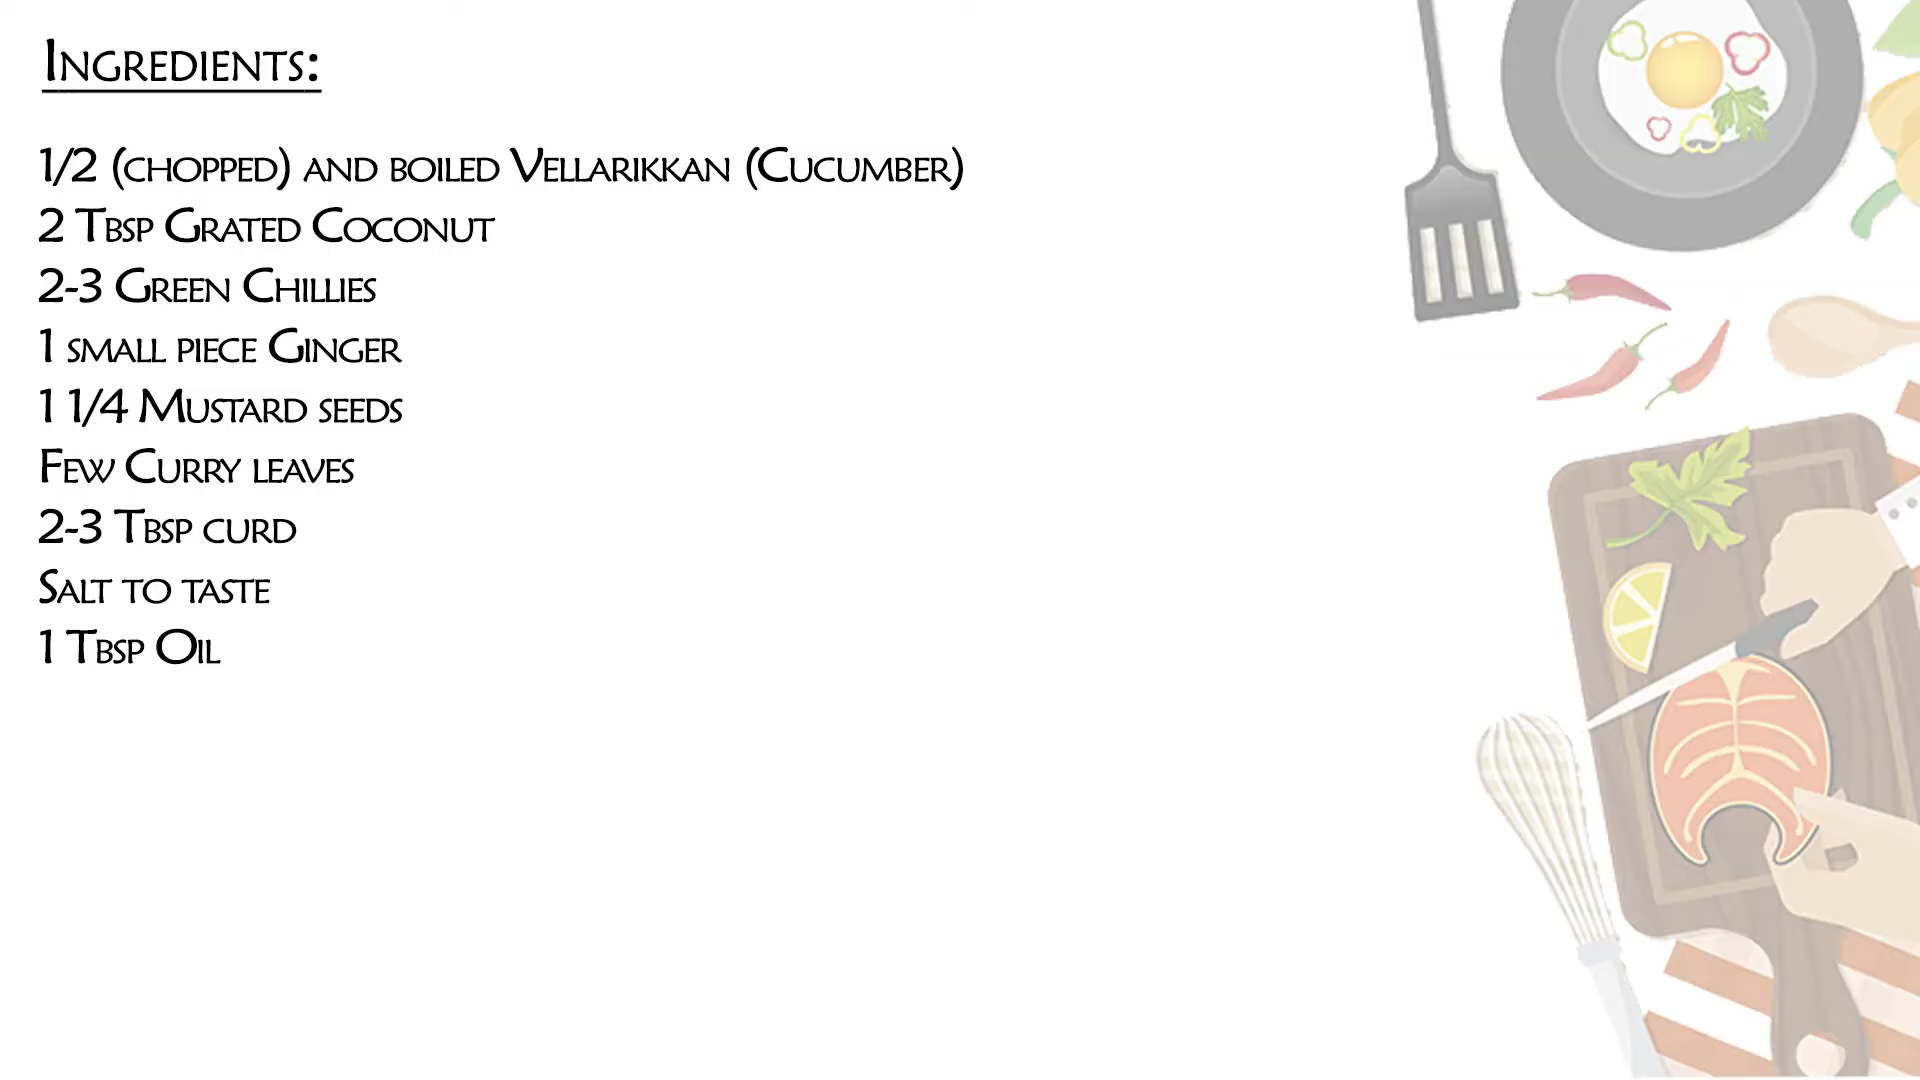 Ingredients:
1/2 (chopped) and boiled Vellarikkan (Cucumber)
2 Tbsp Grated Coconut
2-3 Green Chillies
1 small piece Ginger
1 1/4 Mustard seeds
Few Curry leaves
2-3 Tbsp curd
Salt to taste
1 Tbsp Oil